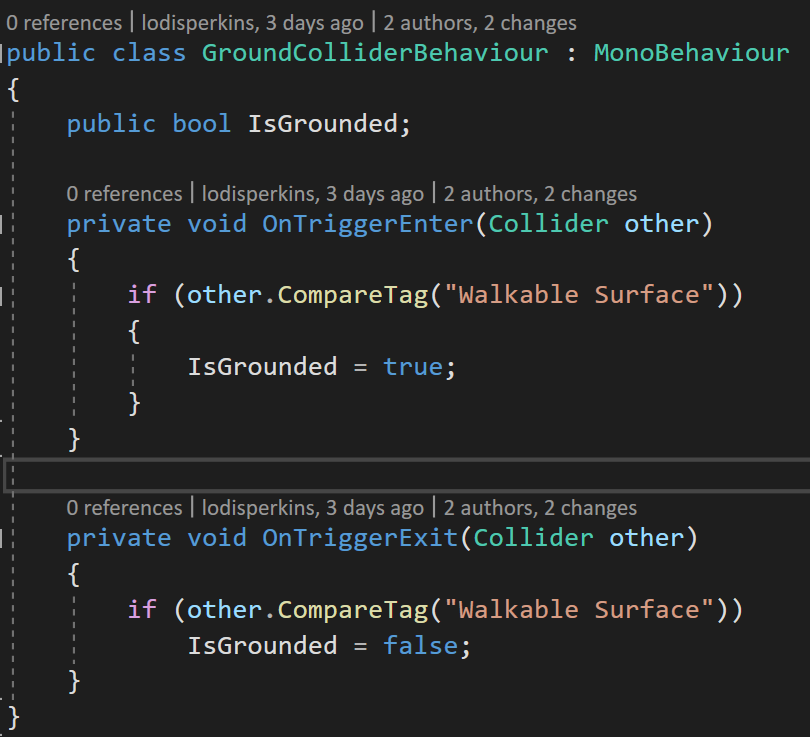 0 references | lodisperkins, 3 days ago | 2 authors, 2 changes
public class GroundColliderBehaviour : MonoBehaviour
{
    public bool IsGrounded;

    0 references | lodisperkins, 3 days ago | 2 authors, 2 changes
    private void OnTriggerEnter(Collider other)
    {
        if (other.CompareTag("Walkable Surface"))
        {
            IsGrounded = true;
        }
    }

    0 references | lodisperkins, 3 days ago | 2 authors, 2 changes
    private void OnTriggerExit(Collider other)
    {
        if (other.CompareTag("Walkable Surface"))
            IsGrounded = false;
    }
}